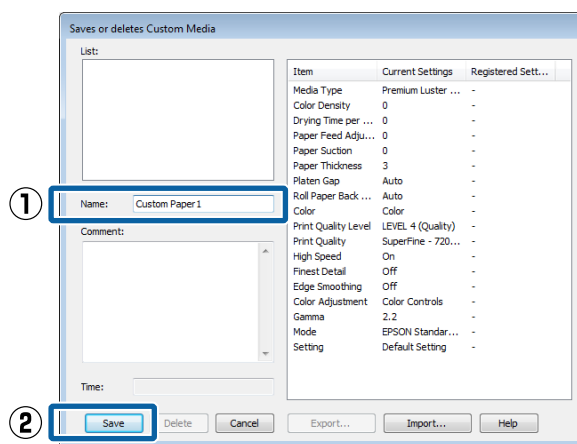 Saves or deletes Custom Media
List:
Item Current Settings Registered Sett...
Media Type Premium Luster ... -
Color Density 0 -
Drying Time per ... 0 -
Paper Feed Adju... 0 -
Paper Suction 0 -
Paper Thickness 3 -
Platen Gap Auto -
Roll Paper Back ... Auto -
Color Color -
Print Quality Level LEVEL 4 (Quality) -
Print Quality SuperFine - 720... -
High Speed On -
Finest Detail Off -
Edge Smoothing Off -
Color Adjustment Color Controls -
Gamma 2.2 -
Mode EPSON Standar... -
Setting Default Setting -
1
Name: Custom Paper1
Comment:
Time:
2
Save Delete Cancel Export... Import... Help